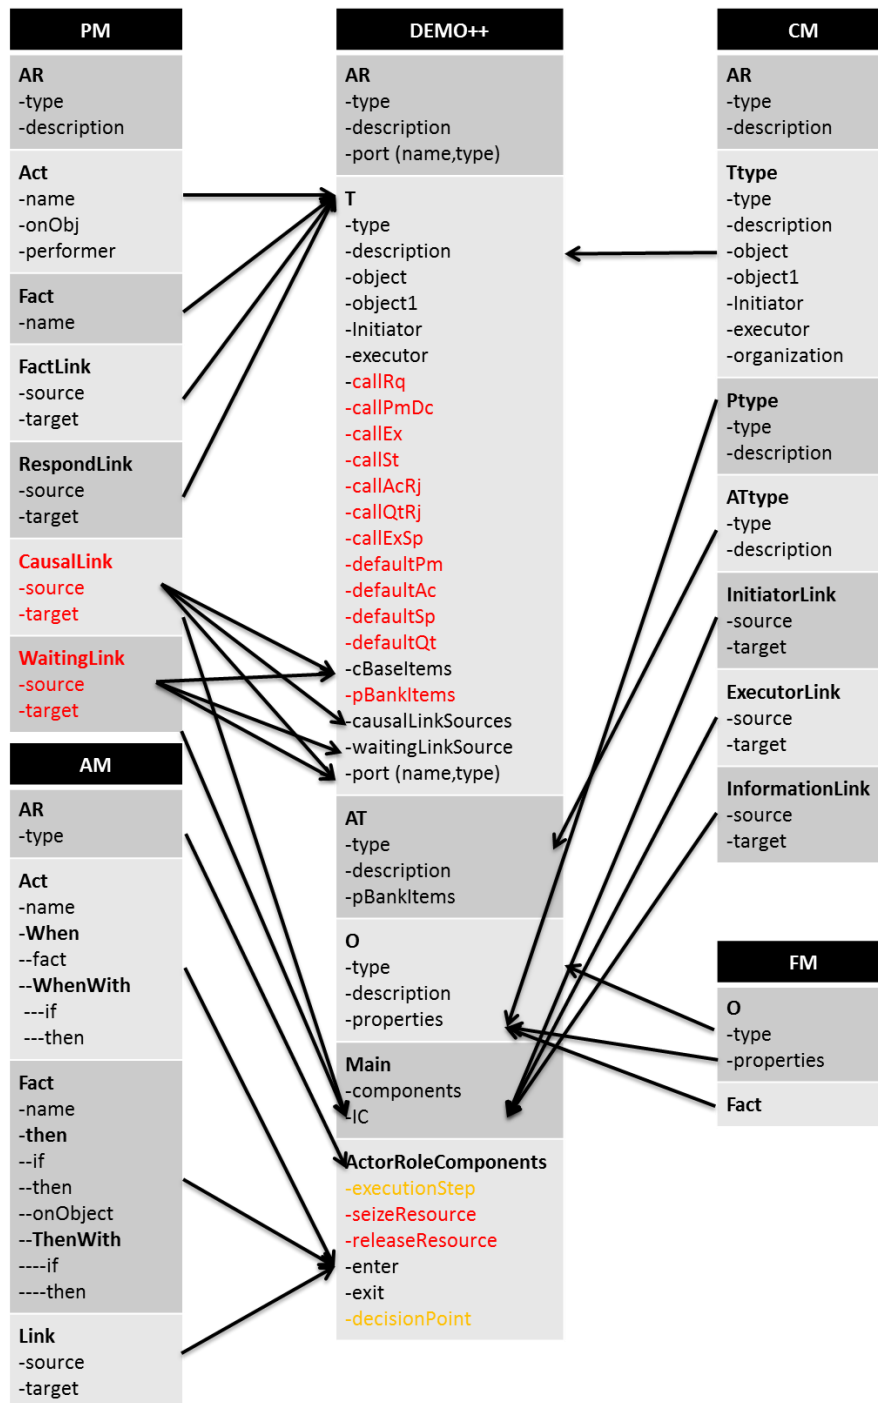 PM
AR
-type
-description
Act
-name
-onObj
-performer
Fact
-name
FactLink
-source
-target
RespondLink
-source
-target
CausalLink
-source
-target
WaitingLink
-source
-target
AM
AR
-type
Act
-name
-When
--fact
--WhenWith
---if
---then
Fact
-name
-then
--if
--then
--onObject
--ThenWith
----if
----then
Link
-source
-target
DEMO++
AR
-type
-description
-port (name,type)
T
-type
-description
-object
-object1
-Initiator
-executor
-callRq
-callPmDc
-callEx
-callSt
-callAcRj
-callQtRj
-callExSp
-defaultPm
-defaultAc
-defaultSp
-defaultQt
-cBaseItems
-pBankItems
-causalLinkSources
-waitingLinkSource
-port (name,type)
AT
-type
-description
-pBankItems
O
-type
-description
-properties
Main
-components
-IC
ActorRoleComponents
-executionStep
-seizeResource
-releaseResource
-enter
-exit
-decisionPoint
CM
AR
-type
-description
Ttype
-type
-description
-object
-object1
-Initiator
-executor
-organization
Ptype
-type
-description
ATtype
-type
-description
InitiatorLink
-source
-target
ExecutorLink
-source
-target
InformationLink
-source
-target
FM
O
-type
-properties
Fact